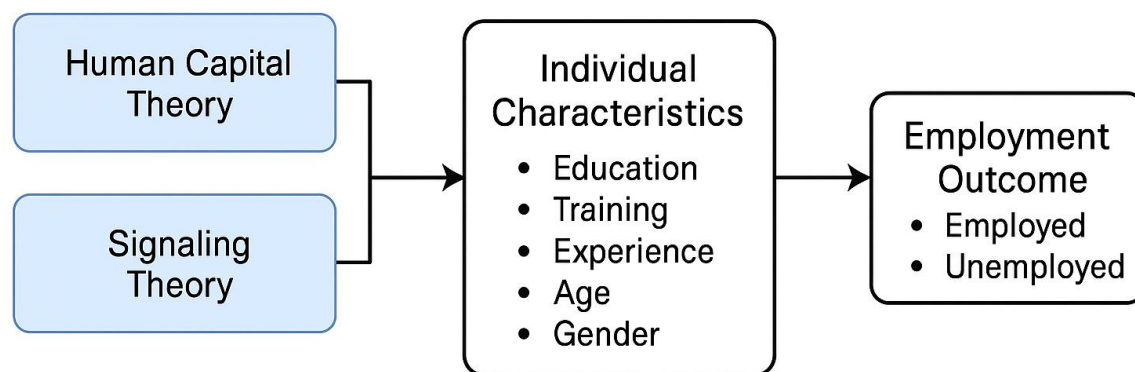 Human Capital
Theory
Signaling
Theory
Individual
Characteristics
• Education
• Training
• Experience
• Age
• Gender
Employment
Outcome
• Employed
• Unemployed